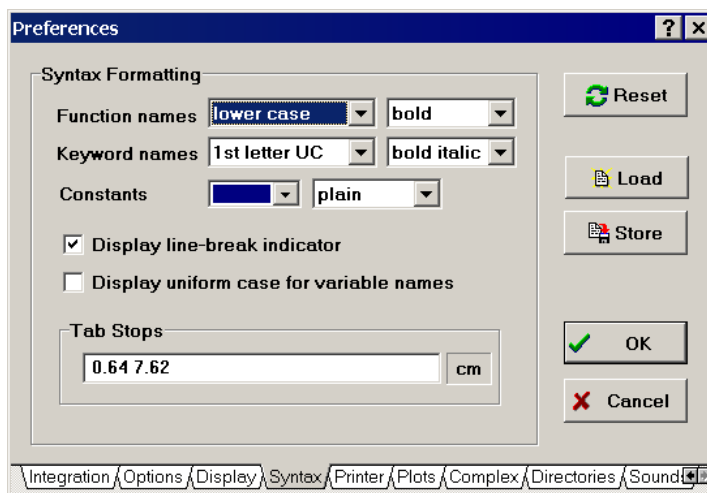 Preferences
Syntax Formatting
Function names lower case bold
Keyword names 1st letter UC bold italic
Constants plain
Display line-break indicator
Display uniform case for variable names
Tab Stops
0.64 7.62 cm
Reset
Load
Store
OK
Cancel
Integration Options Display Syntax Printer Plots Complex Directories Sounds